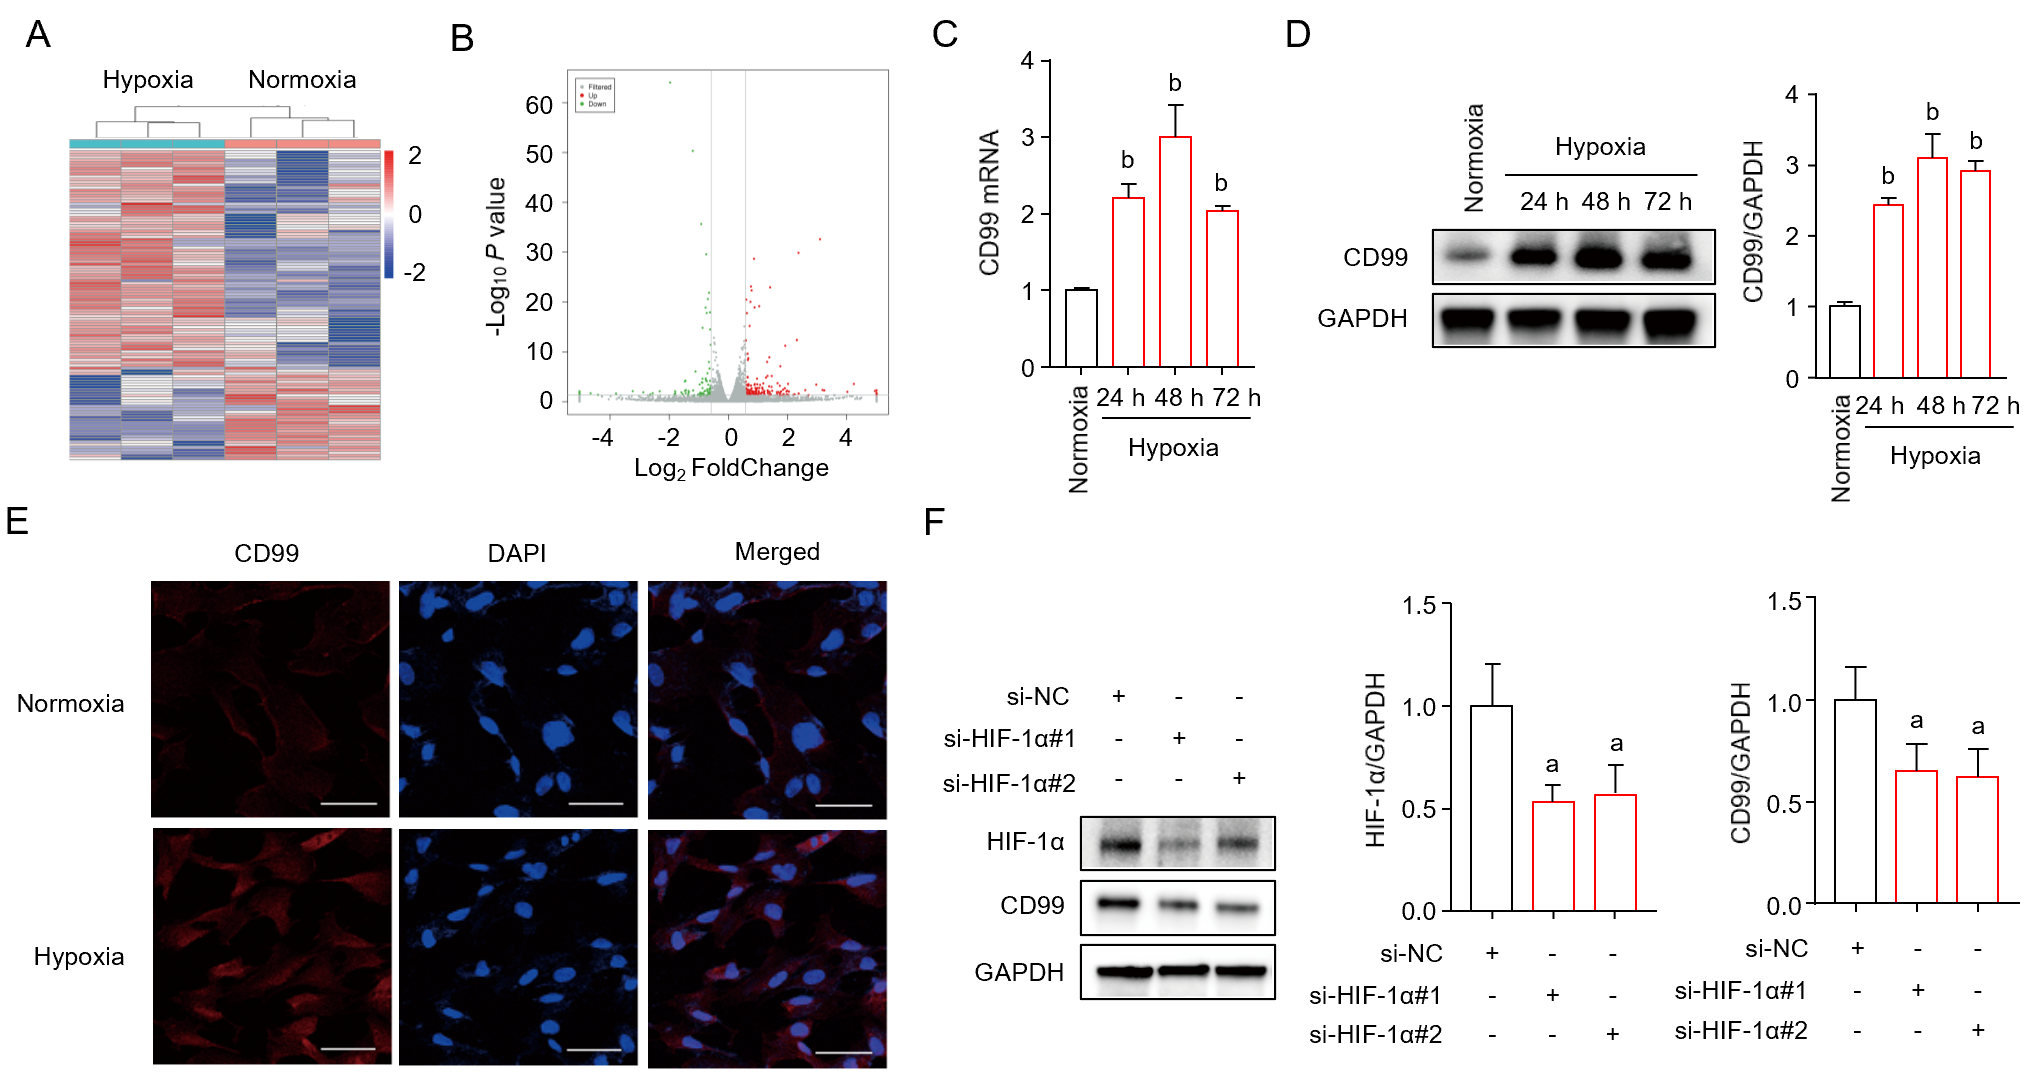 A
Hypoxia
Normoxia
2
0
-2
B
Filtered
Up
Down
60
50
40
30
20
10
0
-Log10 P value
-4 -2 0 2 4
Log2 FoldChange
C
4
3
2
1
0
CD99 mRNA
b
b
b
Normoxia
24 h 48 h 72 h
Hypoxia
D
Normoxia
Hypoxia
24 h 48 h 72 h
CD99
GAPDH
4
3
2
1
0
CD99/GAPDH
b
b
b
Normoxia
24 h 48 h 72 h
Hypoxia
E
CD99 DAPI Merged
Normoxia
Hypoxia
F
si-NC + - -
si-HIF-1α#1 - + -
si-HIF-1α#2 - - +
HIF-1α
CD99
GAPDH
1.5
1.0
0.5
0.0
HIF-1α/GAPDH
a
a
si-NC + - -
si-HIF-1α#1 - + -
si-HIF-1α#2 - - +
1.5
1.0
0.5
0.0
CD99/GAPDH
a
a
si-NC + - -
si-HIF-1α#1 - + -
si-HIF-1α#2 - - +